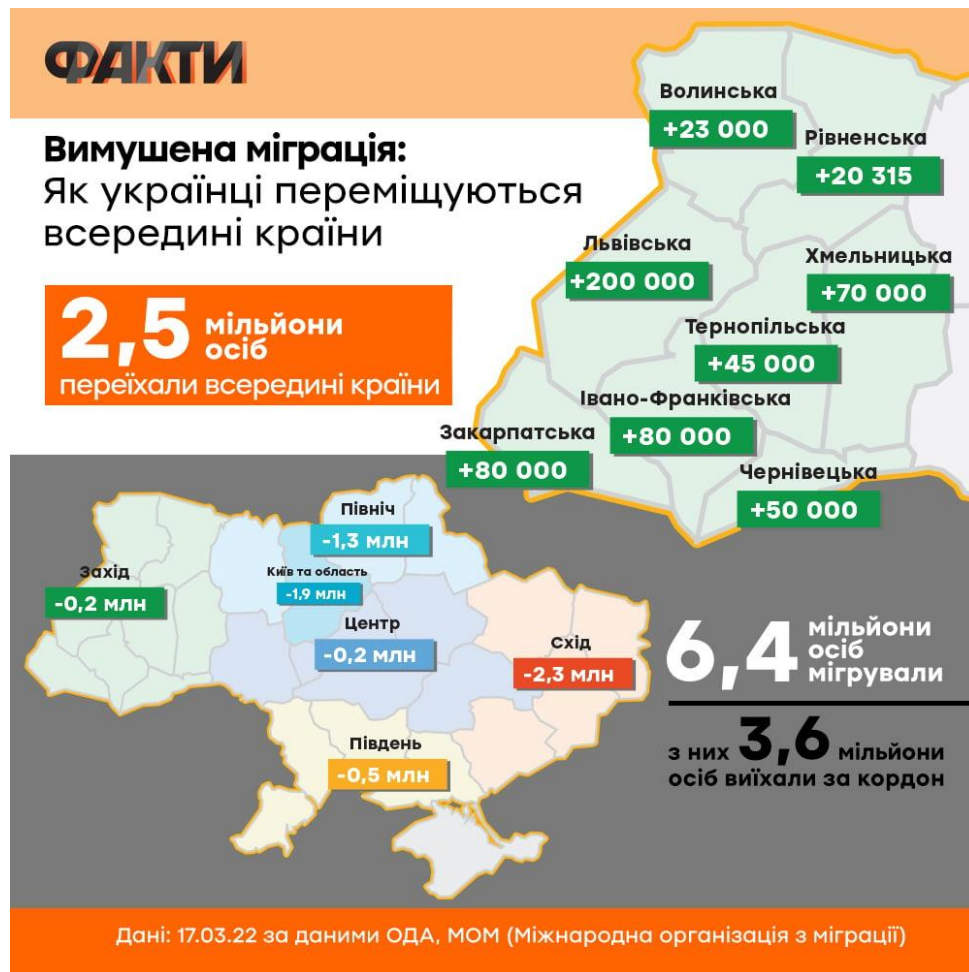 ФАКТИ
Вимушена міграція:
Як українці переміщуються
всередині країни
2,5 мільйони
осіб
переїхали всередині країни
Волинська
+23 000
Рівненська
+20 315
Львівська
+200 000
Хмельницька
+70 000
Тернопільська
+45 000
Івано-Франківська
+80 000
Закарпатська
+80 000
Чернівецька
+50 000
Північ
-1,3 млн
Захід
-0,2 млн
Київ та область
-1,9 млн
Центр
-0,2 млн
Схід
-2,3 млн
Південь
-0,5 млн
6,4 мільйони
осіб
мігрували
з них 3,6 мільйони
осіб виїхали за кордон
Дані: 17.03.22 за даними ОДА, МОМ (Міжнародна організація з міграції)